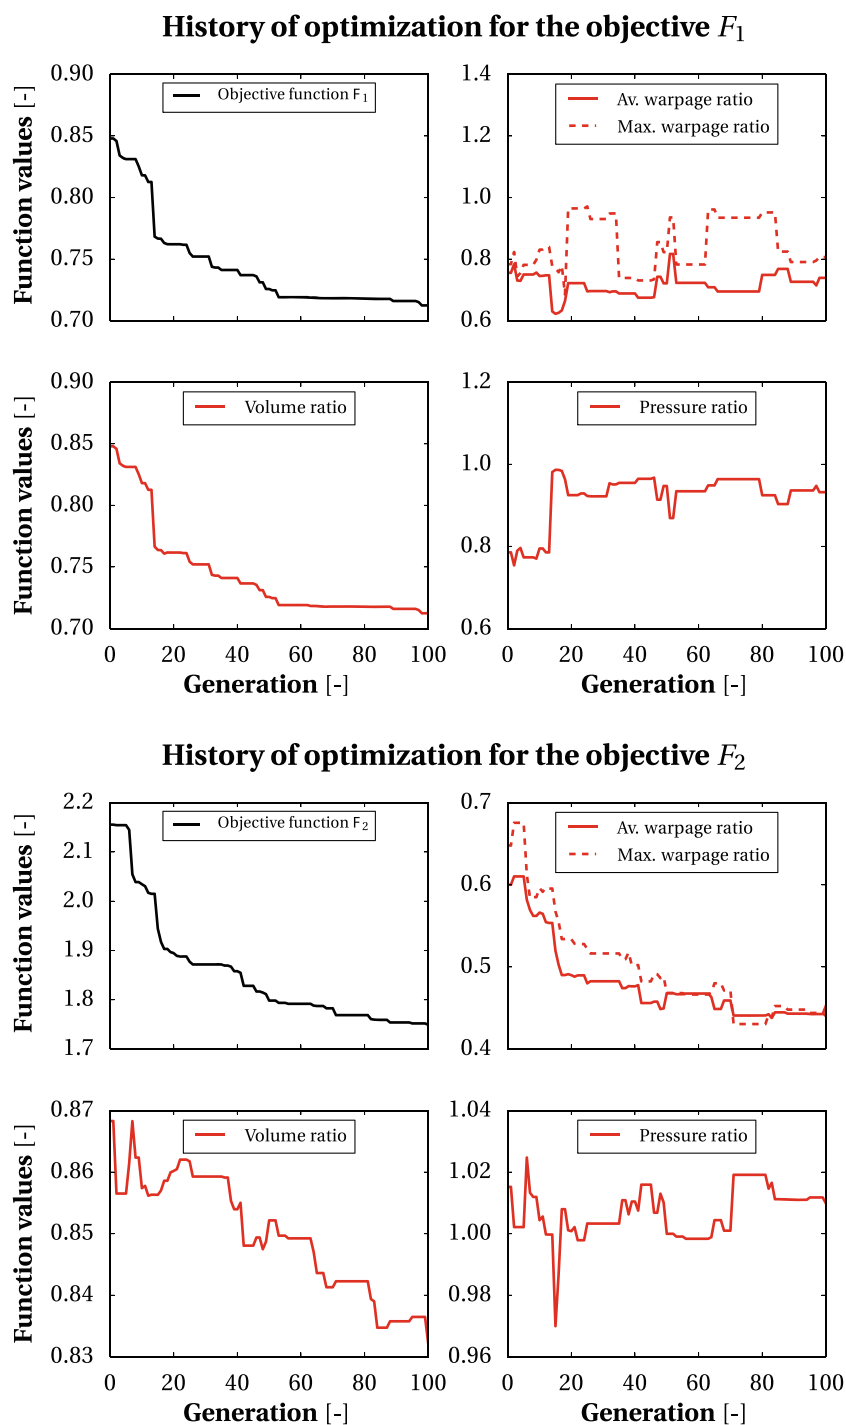 History of optimization for the objective F1
Function values [-]
0.90
0.85
0.80
0.75
0.70
Objective function F1
1.4
1.2
1.0
0.8
0.6
Av. warpage ratio
Max. warpage ratio
Function values [-]
0.90
0.85
0.80
0.75
0.70
Volume ratio
0 20 40 60 80 100
Generation [-]
1.2
1.0
0.8
0.6
Pressure ratio
0 20 40 60 80 100
Generation [-]
History of optimization for the objective F2
Function values [-]
2.2
2.1
2.0
1.9
1.8
1.7
Objective function F2
0.7
0.6
0.5
0.4
Av. warpage ratio
Max. warpage ratio
Function values [-]
0.87
0.86
0.85
0.84
0.83
Volume ratio
0 20 40 60 80 100
Generation [-]
1.04
1.02
1.00
0.98
0.96
Pressure ratio
0 20 40 60 80 100
Generation [-]